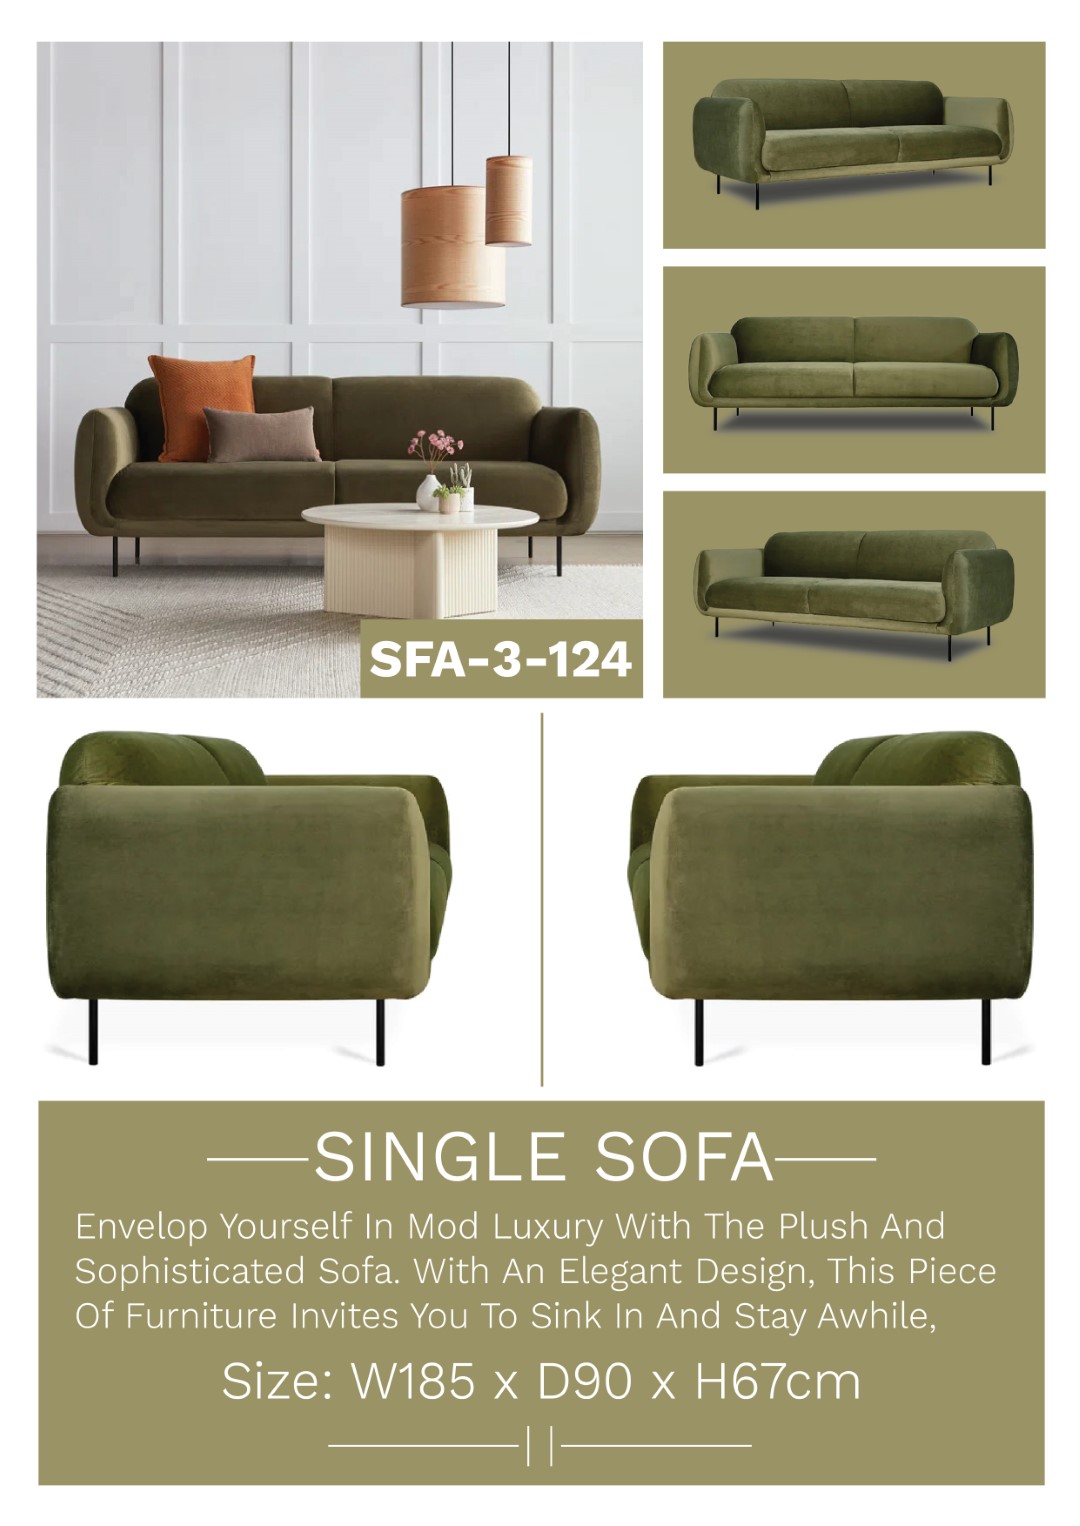 SFA-3-124
SINGLE SOFA
Envelop Yourself In Mod Luxury With The Plush And
Sophisticated Sofa. With An Elegant Design, This Piece
Of Furniture Invites You To Sink In And Stay Awhile,
Size: W185 x D90 x H67cm